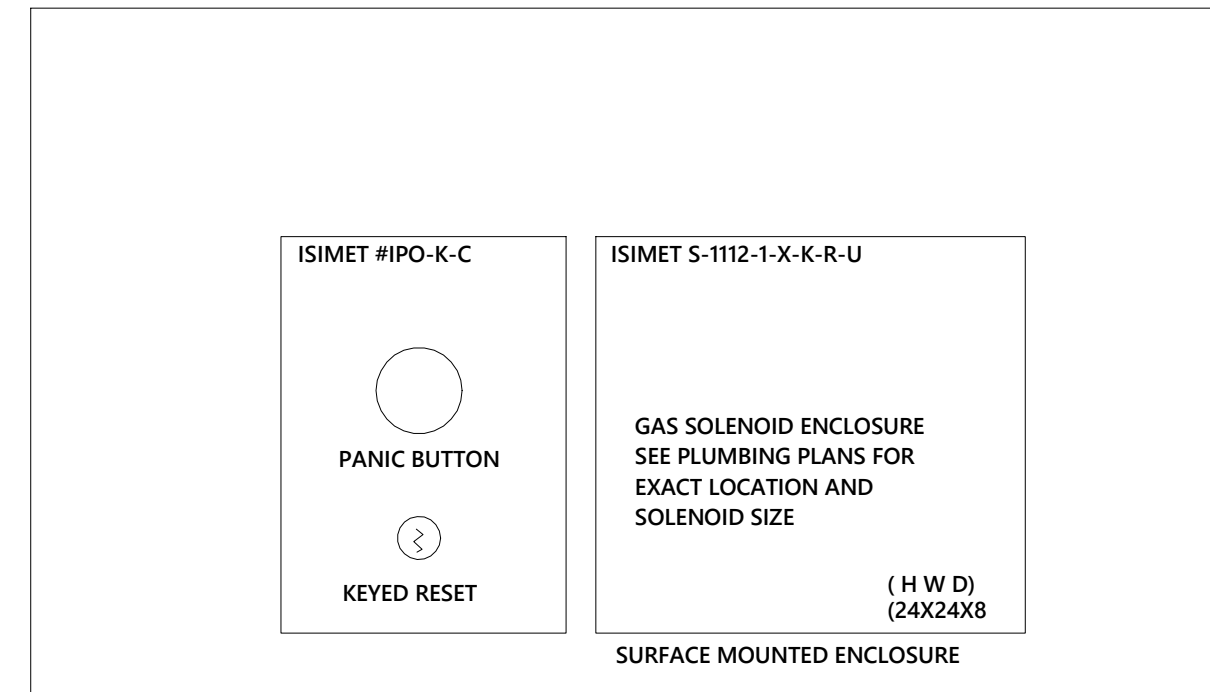 ISIMET #IPO-K-C
PANIC BUTTON
KEYED RESET
ISIMET S-1112-1-X-K-R-U
GAS SOLENOID ENCLOSURE
SEE PLUMBING PLANS FOR
EXACT LOCATION AND
SOLENOID SIZE
( H W D)
(24X24X8
SURFACE MOUNTED ENCLOSURE